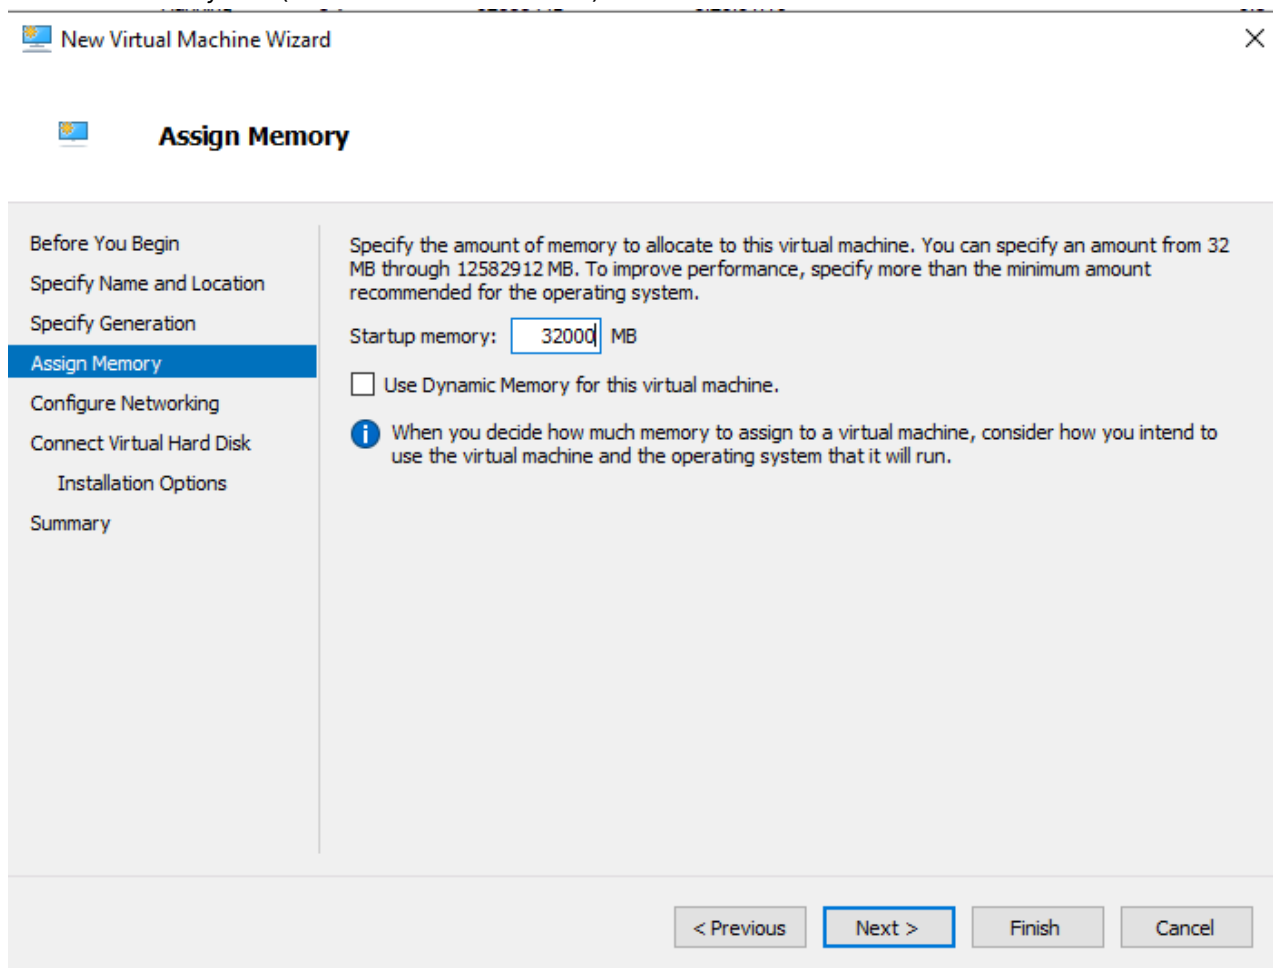 New Virtual Machine Wizard
Assign Memory
Before You Begin
Specify Name and Location
Specify Generation
Assign Memory
Configure Networking
Connect Virtual Hard Disk
Installation Options
Summary
Specify the amount of memory to allocate to this virtual machine. You can specify an amount from 32
MB through 12582912 MB. To improve performance, specify more than the minimum amount
recommended for the operating system.
Startup memory: 32000 MB
Use Dynamic Memory for this virtual machine.
When you decide how much memory to assign to a virtual machine, consider how you intend to
use the virtual machine and the operating system that it will run.
< Previous Next > Finish Cancel